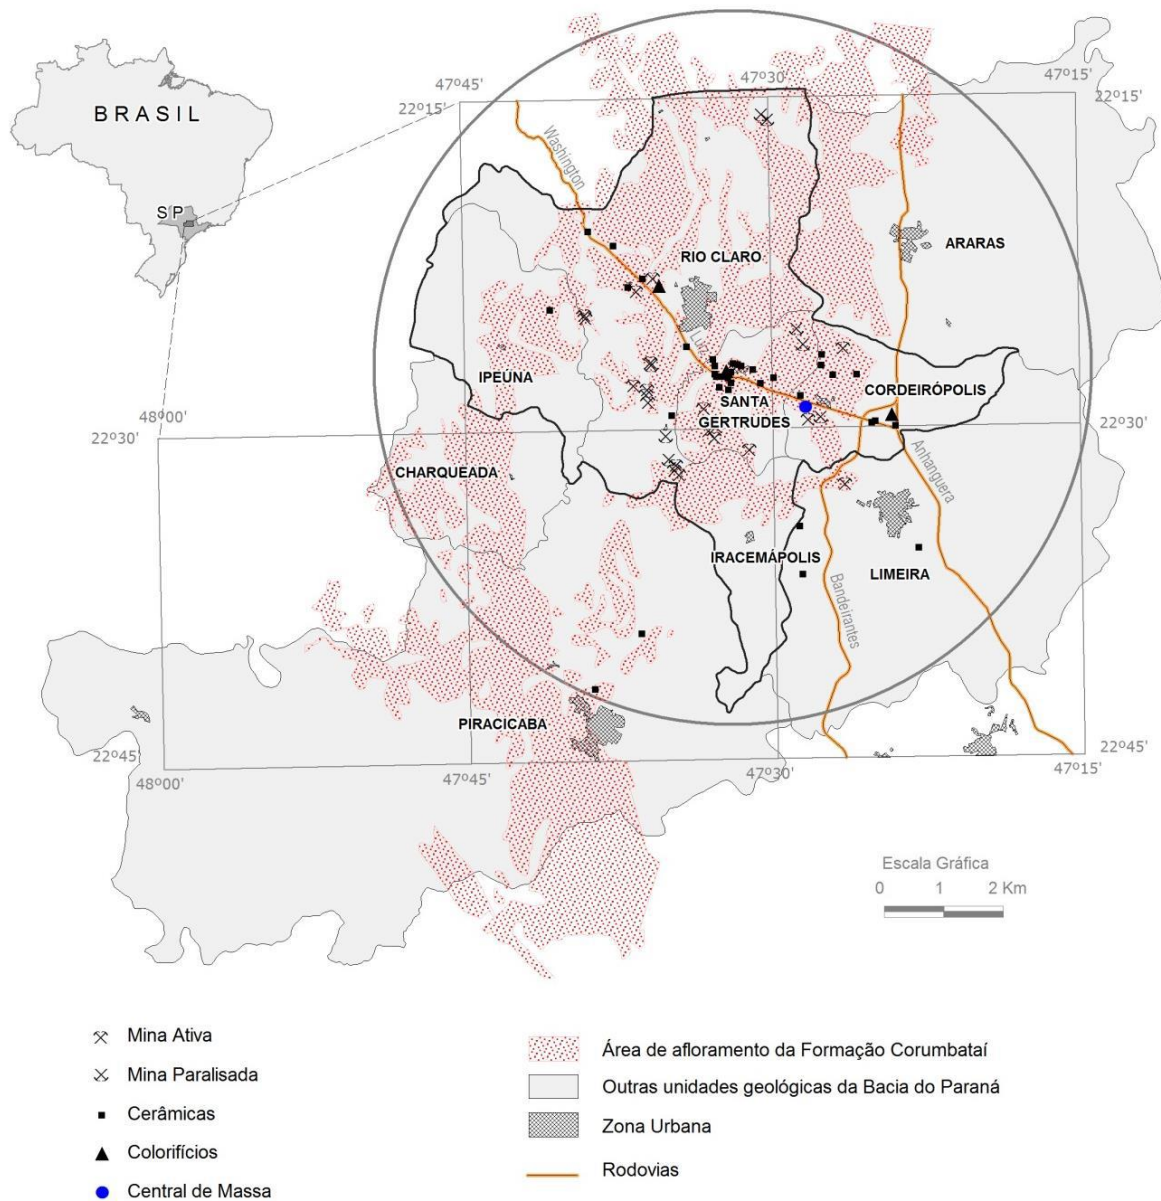 BRASIL
SP
47º45'
47º30'
47º15'
22º15'
22º15'
Washington
ARARAS
RIO CLARO
Luiz
IPEÚNA
CORDEIRÓPOLIS
SANTA
GERTRUDES
48º00'
22º30'
22º30'
CHARQUEADA
Anhanguera
IRACEMÁPOLIS
LIMEIRA
Bandeirantes
PIRACICABA
22º45'
22º45'
48º00'
47º45'
47º30'
47º15'
Escala Gráfica
0 1 2 Km
Mina Ativa
Mina Paralisada
Cerâmicas
Colorifícios
Central de Massa
Área de afloramento da Formação Corumbataí
Outras unidades geológicas da Bacia do Paraná
Zona Urbana
Rodovias